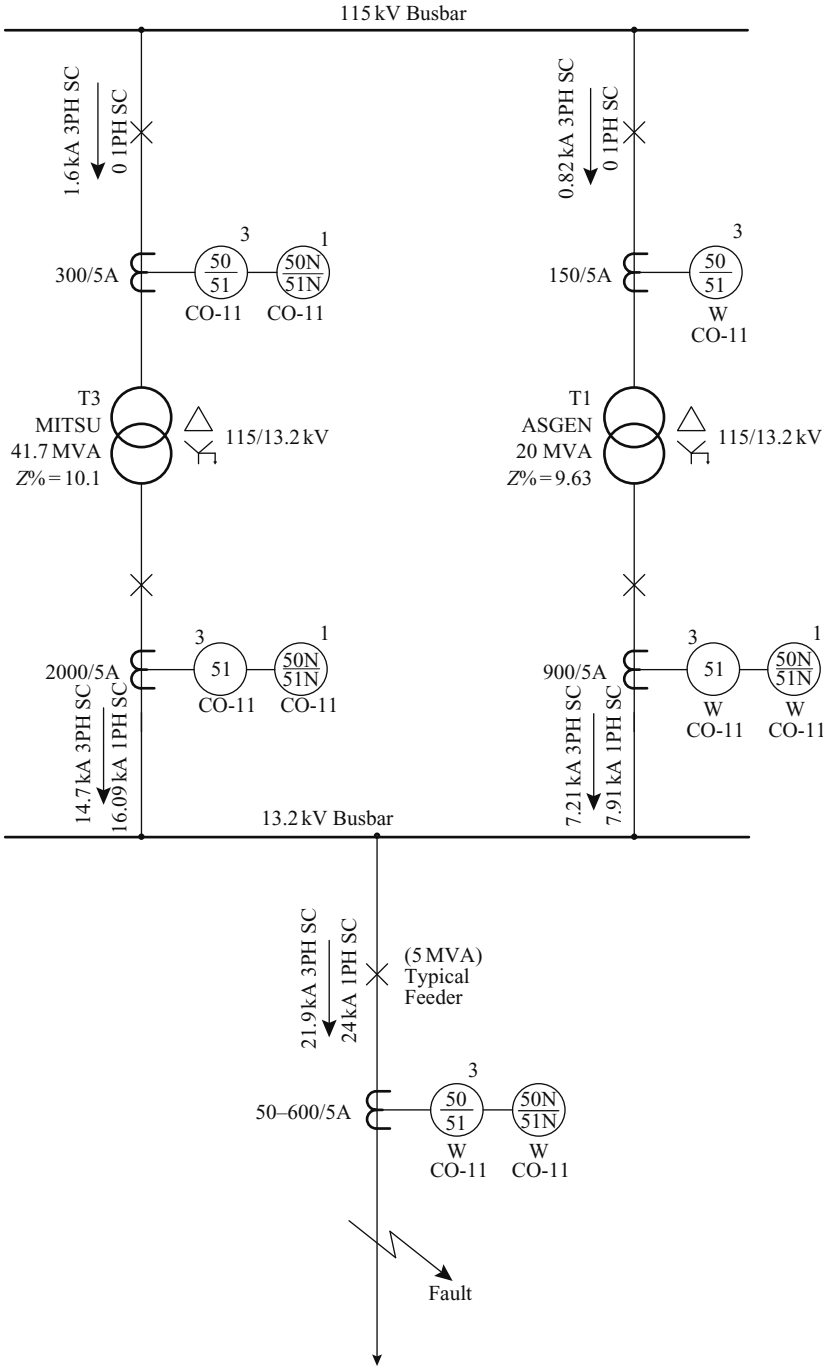 115 kV Busbar
1.6 kA 3PH SC
0 1PH SC
0.82 kA 3PH SC
0 1PH SC
300/5A
3
50
51
CO-11
1
50N
51N
CO-11
150/5A
3
50
51
W
CO-11
T3
MITSU
41.7 MVA
Z% = 10.1
115/13.2 kV
T1
ASGEN
20 MVA
Z% = 9.63
115/13.2 kV
2000/5A
3
51
CO-11
1
50N
51N
CO-11
900/5A
3
51
W
CO-11
1
50N
51N
W
CO-11
14.7 kA 3PH SC
16.09 kA 1PH SC
7.21 kA 3PH SC
7.91 kA 1PH SC
13.2 kV Busbar
21.9 kA 3PH SC
24 kA 1PH SC
(5 MVA)
Typical
Feeder
50–600/5A
3
50
51
W
CO-11
50N
51N
W
CO-11
Fault